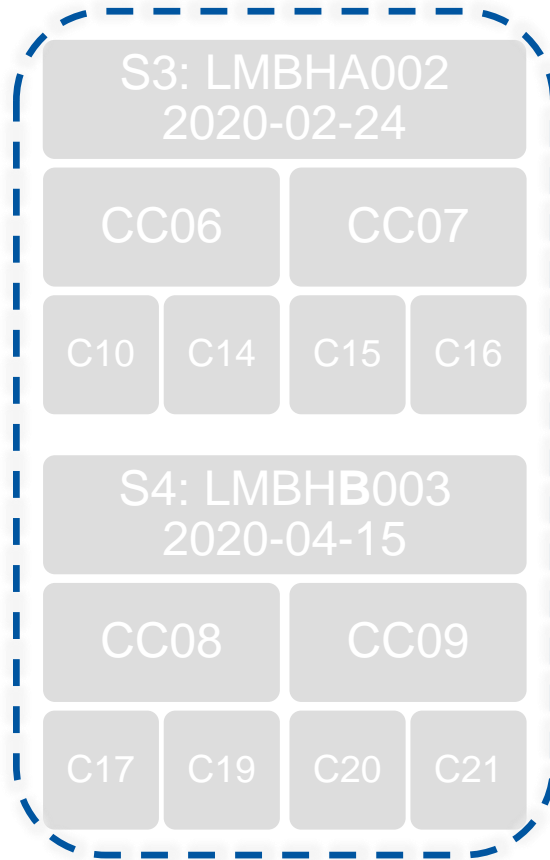 S3: LMBHA002
2020-02-24
CC06 CC07
C10 C14 C15 C16
S4: LMBHB003
2020-04-15
CC08 CC09
C17 C19 C20 C21